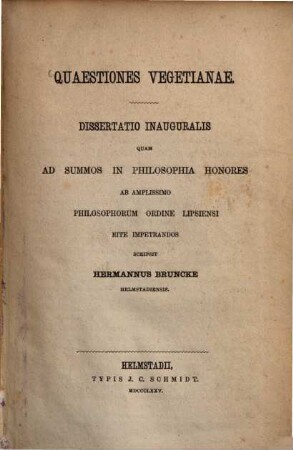 QUAESTIONES VEGETIANAE.
DISSERTATIO INAUGURALIS
QUAM
AD SUMMOS IN PHILOSOPHIA HONORES
AB AMPLISSIMO
PHILOSOPHORUM ORDINE LIPSIENSI
RITE IMPETRANDOS
SCRIPSIT
HERMANNUS BRUNCKE
HELMSTADIENSIS.
HELMSTADII,
TYPIS J. C. SCHMIDT.
MDCCCLXXV.